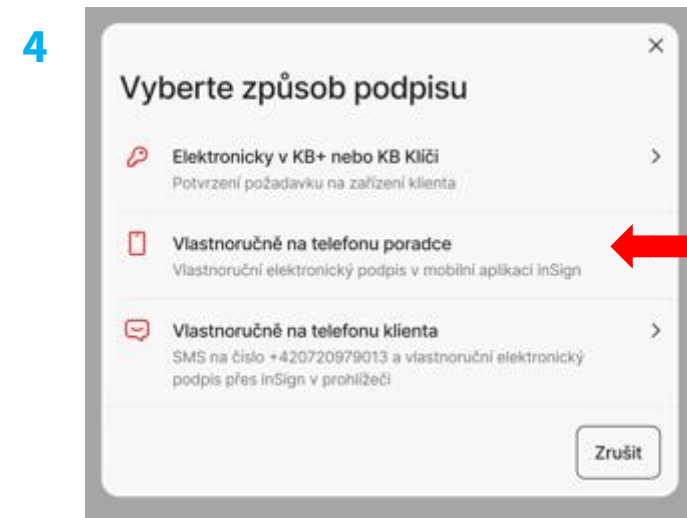 4
Vyberte způsob podpisu
Elektronicky v KB+ nebo KB Klíči
Potvrzení požadavku na zařízení klienta
Vlastnoručně na telefonu poradce
Vlastnoruční elektronický podpis v mobilní aplikaci inSign
Vlastnoručně na telefonu klienta
SMS na číslo +420720979013 a vlastnoruční elektronický
podpis přes inSign v prohlížeči
Zrušit